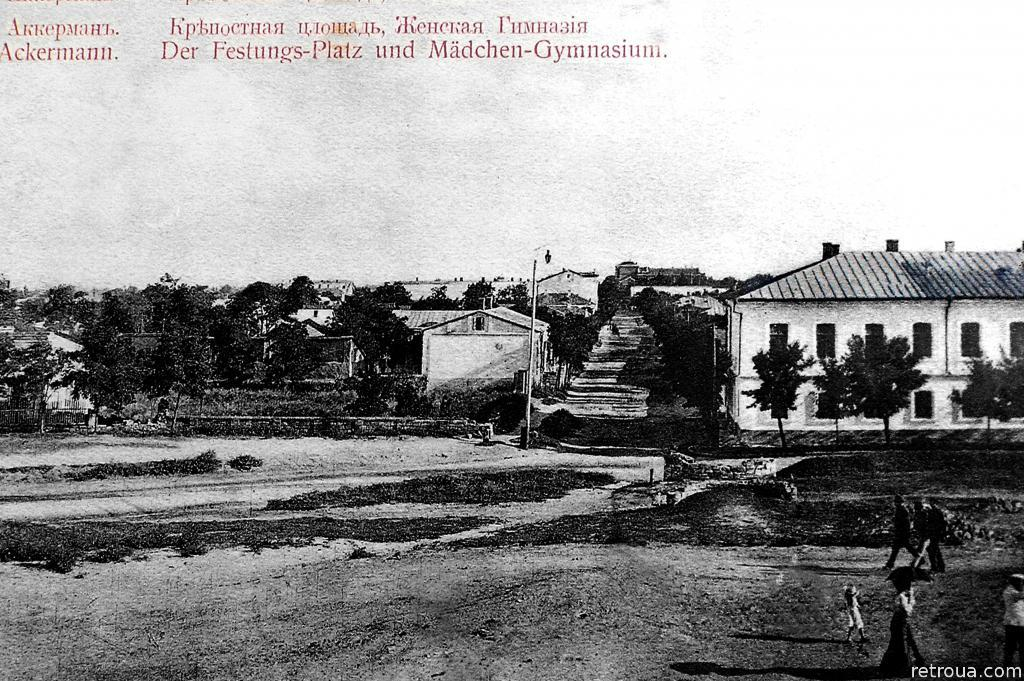 Аккерманъ. Крѣпостная площадь, Женская Гимназія
Ackermann. Der Festungs-Platz und Mädchen-Gymnasium.
retroua.com